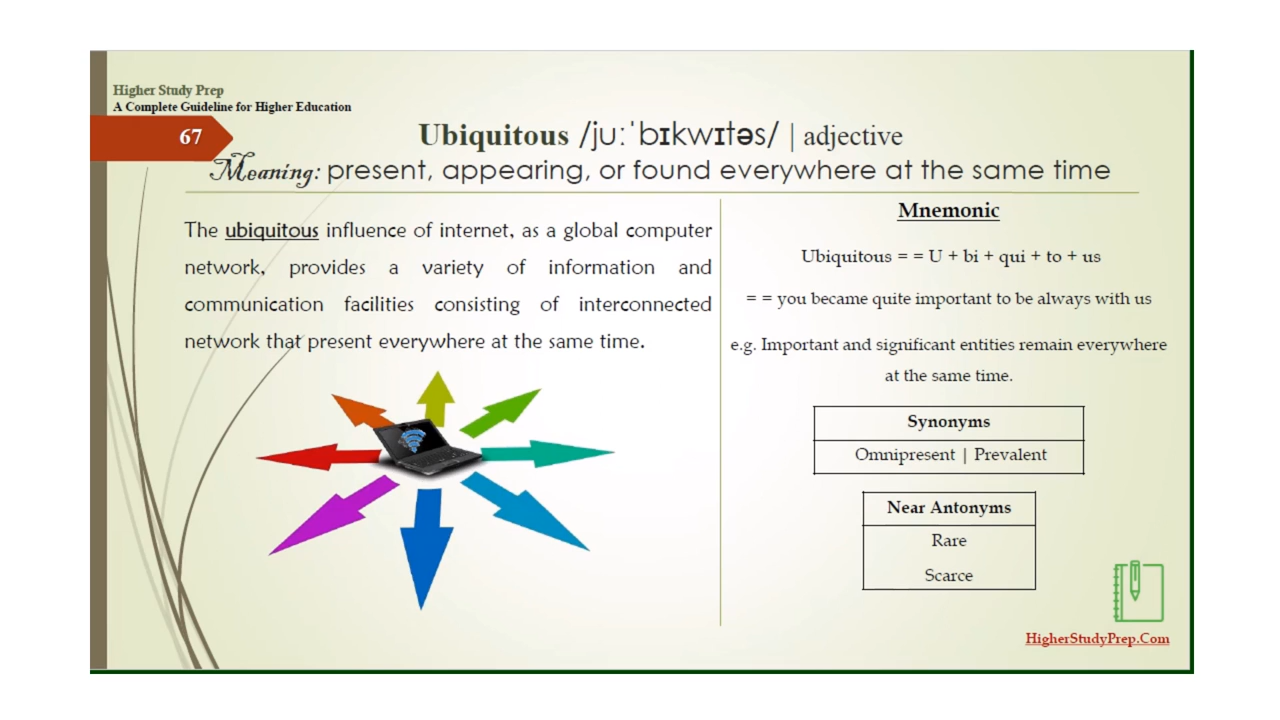 Higher Study Prep
A Complete Guideline for Higher Education
67
Ubiquitous /juːˈbɪkwɪtəs/ | adjective
Meaning: present, appearing, or found everywhere at the same time
The ubiquitous influence of internet, as a global computer
network, provides a variety of information and
communication facilities consisting of interconnected
network that present everywhere at the same time.
Mnemonic
Ubiquitous = = U + bi + qui + to + us
= = you became quite important to be always with us
e.g. Important and significant entities remain everywhere
at the same time.
Synonyms
Omnipresent | Prevalent
Near Antonyms
Rare
Scarce
HigherStudyPrep.Com